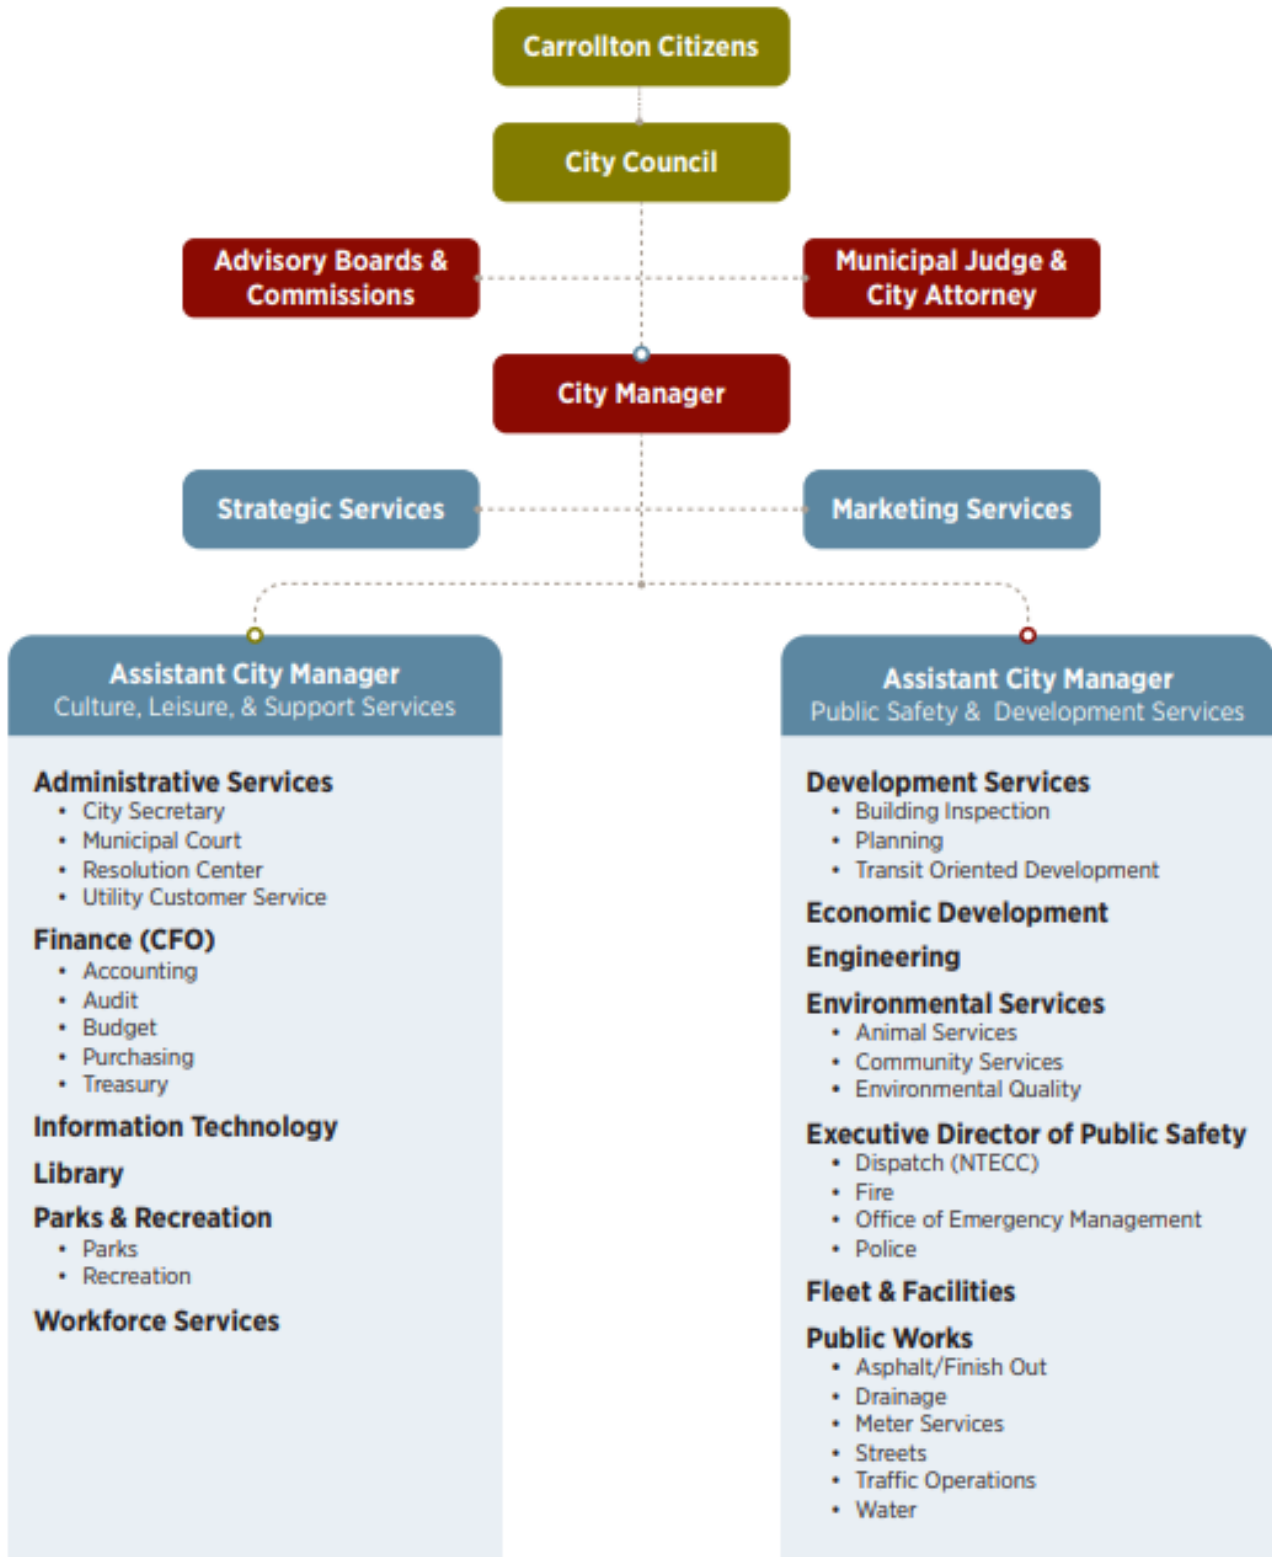 Carrollton Citizens
City Council
Advisory Boards &
Commissions
Municipal Judge &
City Attorney
City Manager
Strategic Services
Marketing Services
Assistant City Manager
Culture, Leisure, & Support Services
Administrative Services
• City Secretary
• Municipal Court
• Resolution Center
• Utility Customer Service
Finance (CFO)
• Accounting
• Audit
• Budget
• Purchasing
• Treasury
Information Technology
Library
Parks & Recreation
• Parks
• Recreation
Workforce Services
Assistant City Manager
Public Safety & Development Services
Development Services
• Building Inspection
• Planning
• Transit Oriented Development
Economic Development
Engineering
Environmental Services
• Animal Services
• Community Services
• Environmental Quality
Executive Director of Public Safety
• Dispatch (NTECC)
• Fire
• Office of Emergency Management
• Police
Fleet & Facilities
Public Works
• Asphalt/Finish Out
• Drainage
• Meter Services
• Streets
• Traffic Operations
• Water